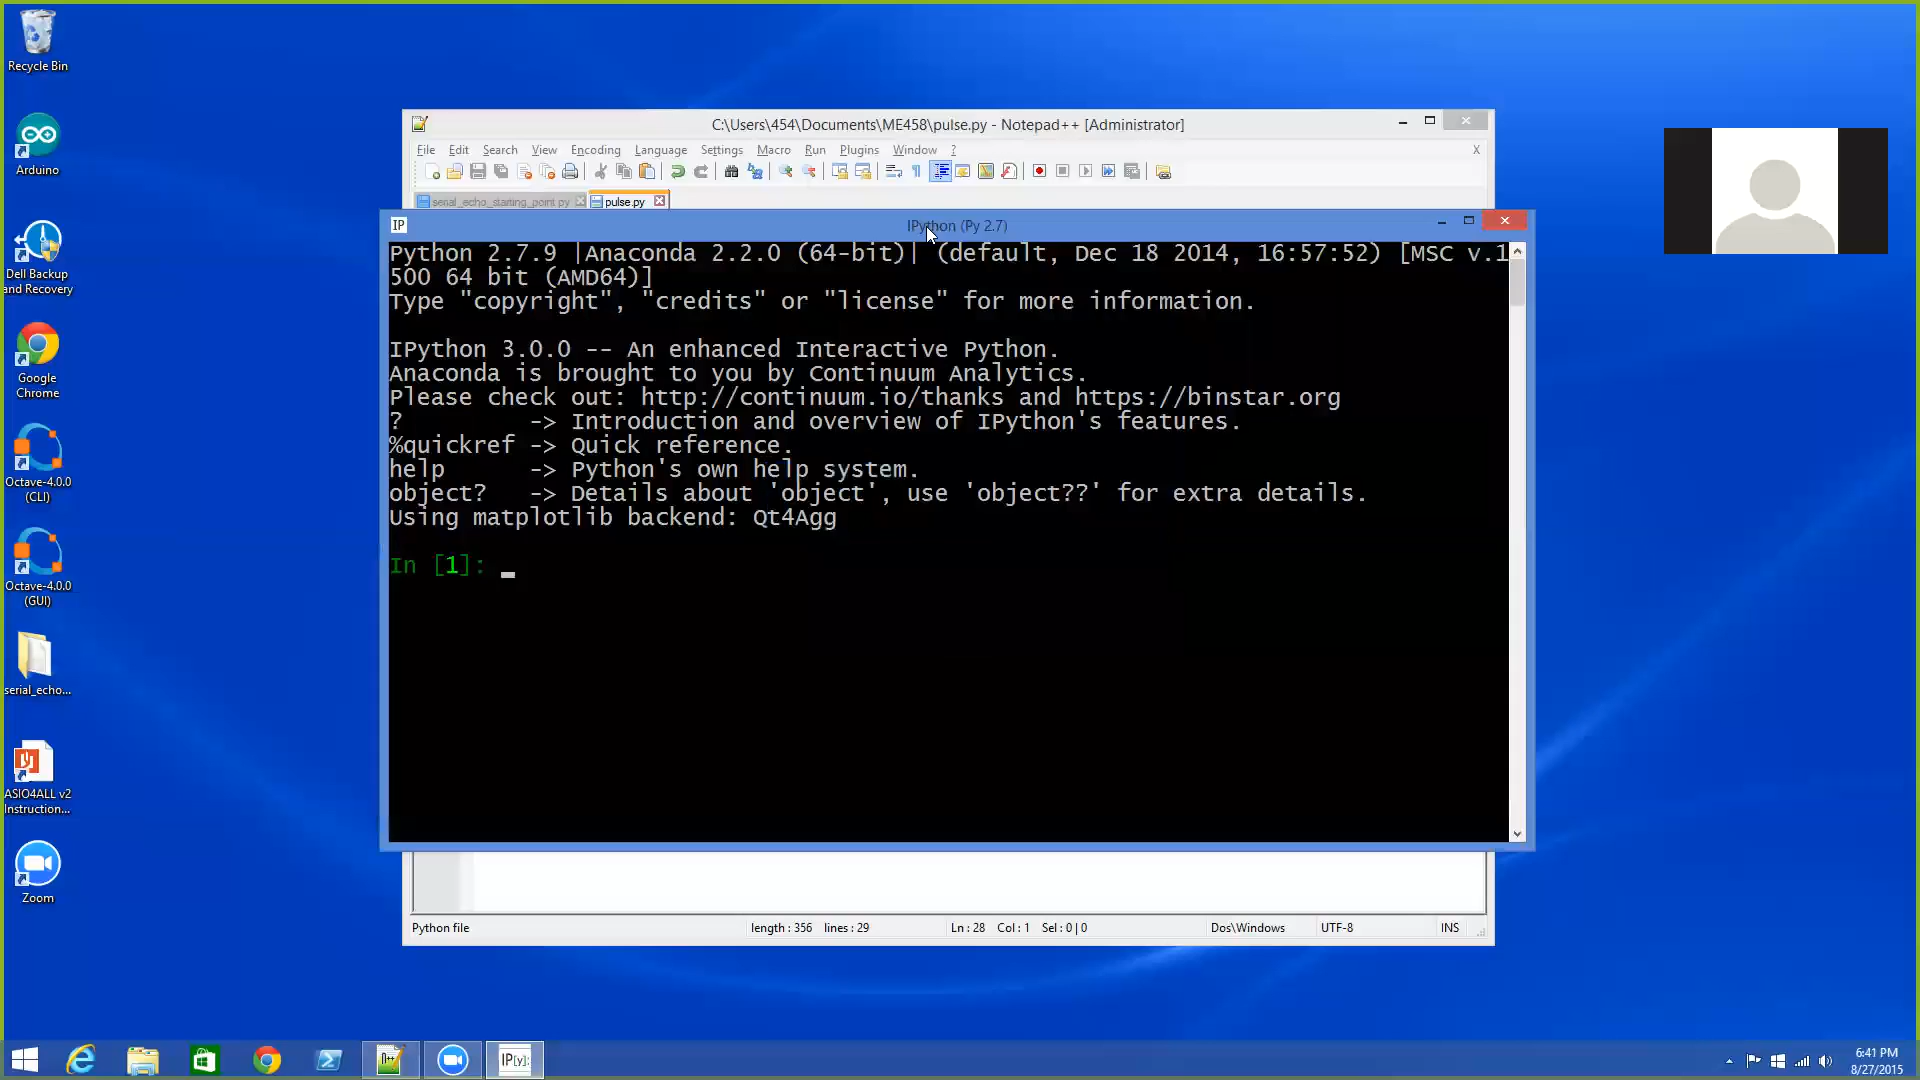 Recycle Bin
Arduino
Dell Backup
and Recovery
Google
Chrome
Octave-4.0.0
(CLI)
Octave-4.0.0
(GUI)
serial_echo...
ASIO4ALL v2
Instruction...
Zoom
C:\Users\454\Documents\ME458\pulse.py - Notepad++ [Administrator]
File Edit Search View Encoding Language Settings Macro Run Plugins Window ? X
serial_echo_starting_point.py pulse.py
IP IPython (Py 2.7)
Python 2.7.9 |Anaconda 2.2.0 (64-bit)| (default, Dec 18 2014, 16:57:52) [MSC v.1
500 64 bit (AMD64)]
Type "copyright", "credits" or "license" for more information.
IPython 3.0.0 -- An enhanced Interactive Python.
Anaconda is brought to you by Continuum Analytics.
Please check out: http://continuum.io/thanks and https://binstar.org
? -> Introduction and overview of IPython's features.
%quickref -> Quick reference.
help -> Python's own help system.
object? -> Details about 'object', use 'object??' for extra details.
Using matplotlib backend: Qt4Agg
In [1]:
Python file length : 356 lines : 29 Ln : 28 Col : 1 Sel : 0 | 0 Dos\Windows UTF-8 INS
IP[y]:
6:41 PM
8/27/2015